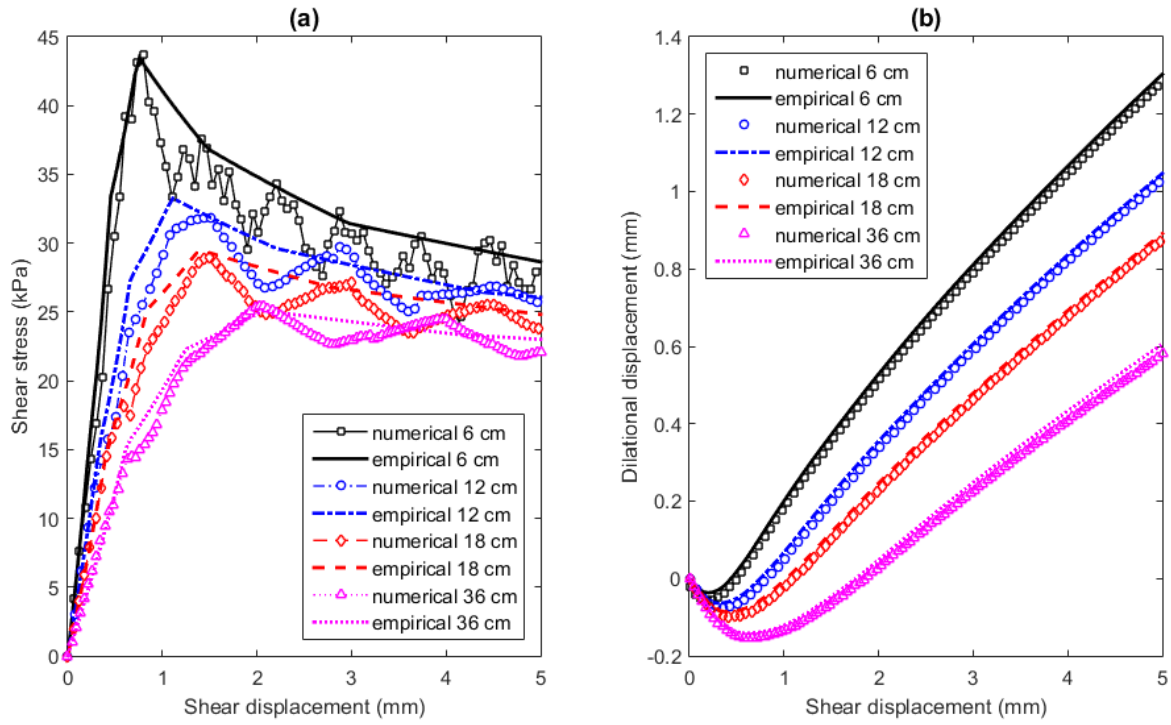 (a)
Shear stress (kPa)
45
40
35
30
25
20
15
10
5
0
numerical 6 cm
empirical 6 cm
numerical 12 cm
empirical 12 cm
numerical 18 cm
empirical 18 cm
numerical 36 cm
empirical 36 cm
0 1 2 3 4 5
Shear displacement (mm)
(b)
Dilational displacement (mm)
1.4
1.2
1
0.8
0.6
0.4
0.2
0
-0.2
numerical 6 cm
empirical 6 cm
numerical 12 cm
empirical 12 cm
numerical 18 cm
empirical 18 cm
numerical 36 cm
empirical 36 cm
0 1 2 3 4 5
Shear displacement (mm)